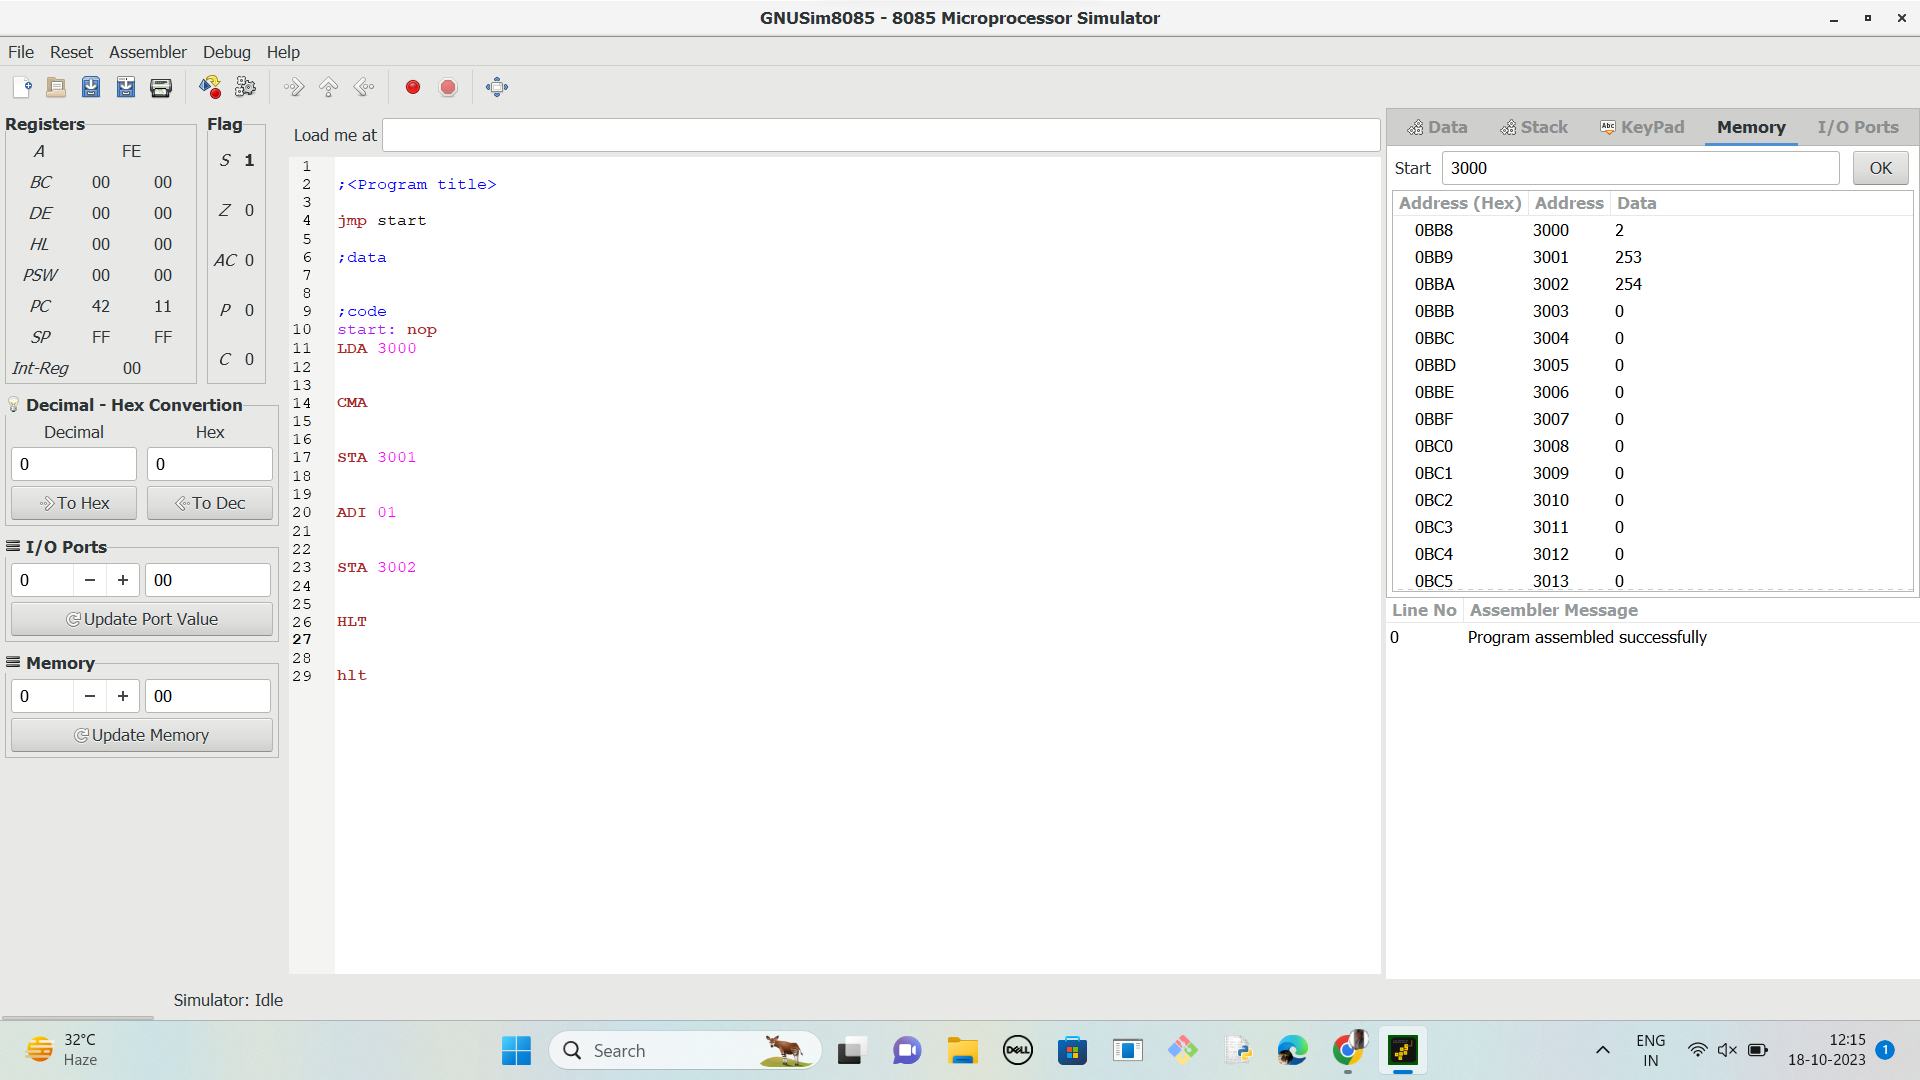 GNUSim8085 - 8085 Microprocessor Simulator
File Reset Assembler Debug Help
Registers
A FE
BC 00 00
DE 00 00
HL 00 00
PSW 00 00
PC 42 11
SP FF FF
Int-Reg 00
Flag
S 1
Z 0
AC 0
P 0
C 0
Decimal - Hex Convertion
Decimal Hex
0 0
To Hex To Dec
I/O Ports
0 − + 00
Update Port Value
Memory
0 − + 00
Update Memory
Load me at
1
2 ;<Program title>
3
4 jmp start
5
6 ;data
7
8
9 ;code
10 start: nop
11 LDA 3000
12
13
14 CMA
15
16
17 STA 3001
18
19
20 ADI 01
21
22
23 STA 3002
24
25
26 HLT
27
28
29 hlt
Data Stack Abc KeyPad Memory I/O Ports
Start 3000 OK
Address (Hex) Address Data
0BB8 3000 2
0BB9 3001 253
0BBA 3002 254
0BBB 3003 0
0BBC 3004 0
0BBD 3005 0
0BBE 3006 0
0BBF 3007 0
0BC0 3008 0
0BC1 3009 0
0BC2 3010 0
0BC3 3011 0
0BC4 3012 0
0BC5 3013 0
Line No Assembler Message
0 Program assembled successfully
Simulator: Idle
32°C
Haze
Search
DELL
ENG
IN
12:15
18-10-2023
1